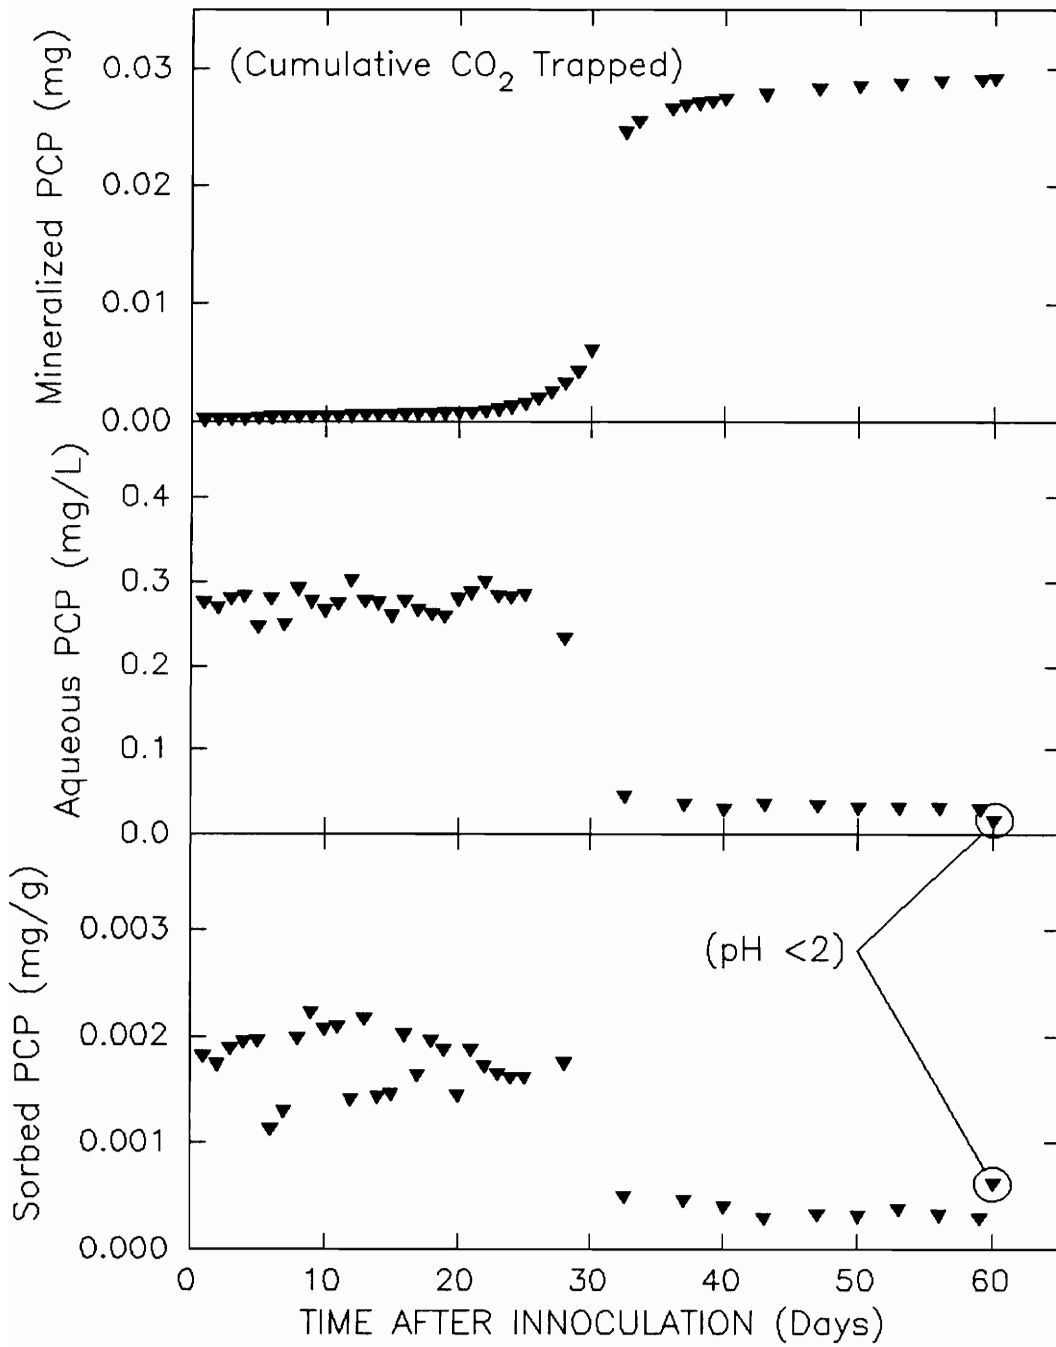 Mineralized PCP (mg)
(Cumulative CO2 Trapped)
0.03
0.02
0.01
0.00
Aqueous PCP (mg/L)
0.4
0.3
0.2
0.1
0.0
Sorbed PCP (mg/g)
0.003
(pH <2)
0.002
0.001
0.000
0 10 20 30 40 50 60
TIME AFTER INNOCULATION (Days)